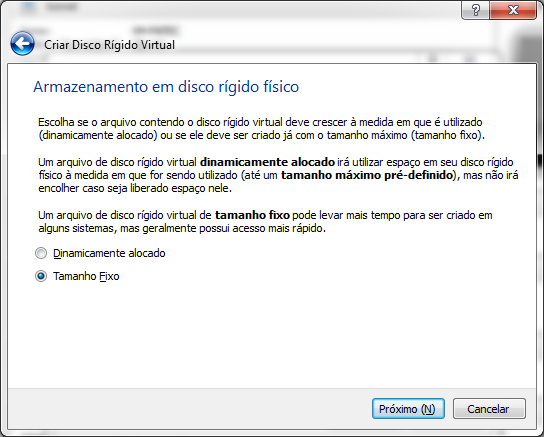 Criar Disco Rígido Virtual
Armazenamento em disco rígido físico
Escolha se o arquivo contendo o disco rígido virtual deve crescer à medida em que é utilizado
(dinamicamente alocado) ou se ele deve ser criado já com o tamanho máximo (tamanho fixo).
Um arquivo de disco rígido virtual dinamicamente alocado irá utilizar espaço em seu disco rígido
físico à medida em que for sendo utilizado (até um tamanho máximo pré-definido), mas não irá
encolher caso seja liberado espaço nele.
Um arquivo de disco rígido virtual de tamanho fixo pode levar mais tempo para ser criado em
alguns sistemas, mas geralmente possui acesso mais rápido.
Dinamicamente alocado
Tamanho Fixo
Próximo (N) Cancelar